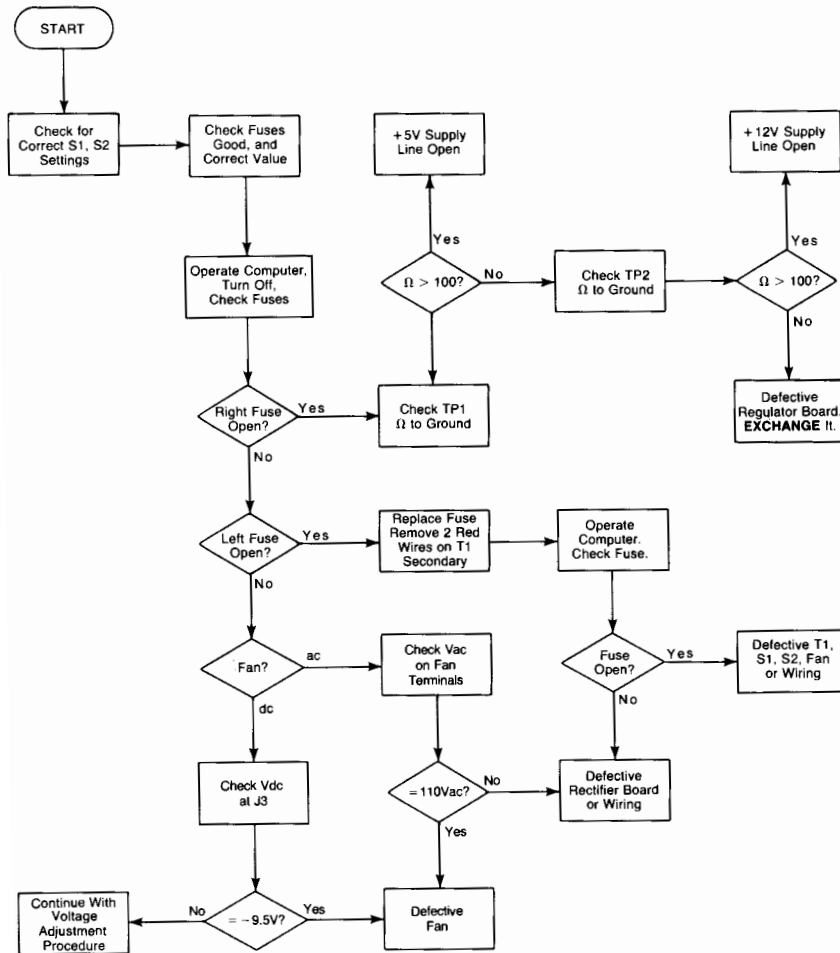 START
Check for
Correct S1, S2
Settings
Check Fuses
Good, and
Correct Value
+5V Supply
Line Open
+12V Supply
Line Open
Yes
Yes
Operate Computer,
Turn Off,
Check Fuses
Ω > 100?
No
Check TP2
Ω to Ground
Ω > 100?
No
Right Fuse
Open?
Yes
Check TP1
Ω to Ground
Defective
Regulator Board.
EXCHANGE It.
No
Left Fuse
Open?
Yes
Replace Fuse
Remove 2 Red
Wires on T1
Secondary
Operate
Computer.
Check Fuse.
No
Fan?
ac
Check Vac
on Fan
Terminals
Fuse
Open?
Yes
Defective T1,
S1, S2, Fan
or Wiring
dc
No
Check Vdc
at J3
=110Vac?
No
Defective
Rectifier Board
or Wiring
Yes
Continue With
Voltage
Adjustment
Procedure
No
= −9.5V?
Yes
Defective
Fan